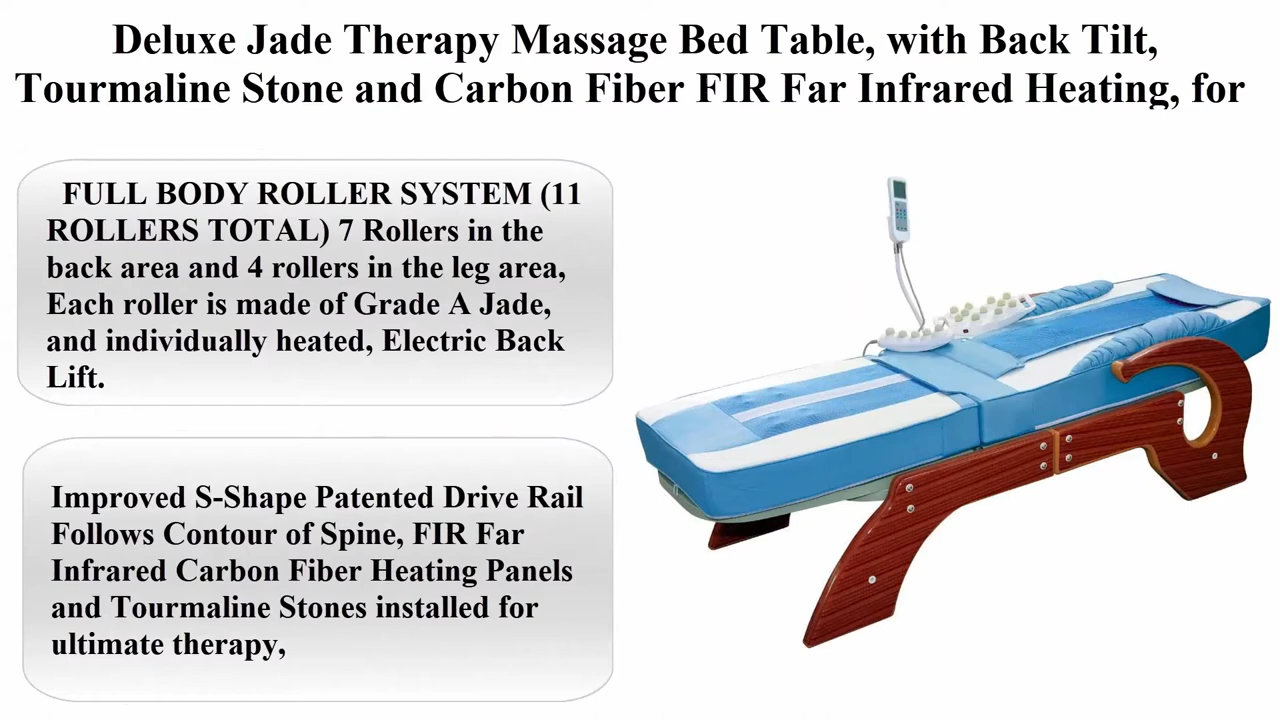 Deluxe Jade Therapy Massage Bed Table, with Back Tilt,
Tourmaline Stone and Carbon Fiber FIR Far Infrared Heating, for
FULL BODY ROLLER SYSTEM (11
ROLLERS TOTAL) 7 Rollers in the
back area and 4 rollers in the leg area,
Each roller is made of Grade A Jade,
and individually heated, Electric Back
Lift.
Improved S-Shape Patented Drive Rail
Follows Contour of Spine, FIR Far
Infrared Carbon Fiber Heating Panels
and Tourmaline Stones installed for
ultimate therapy,